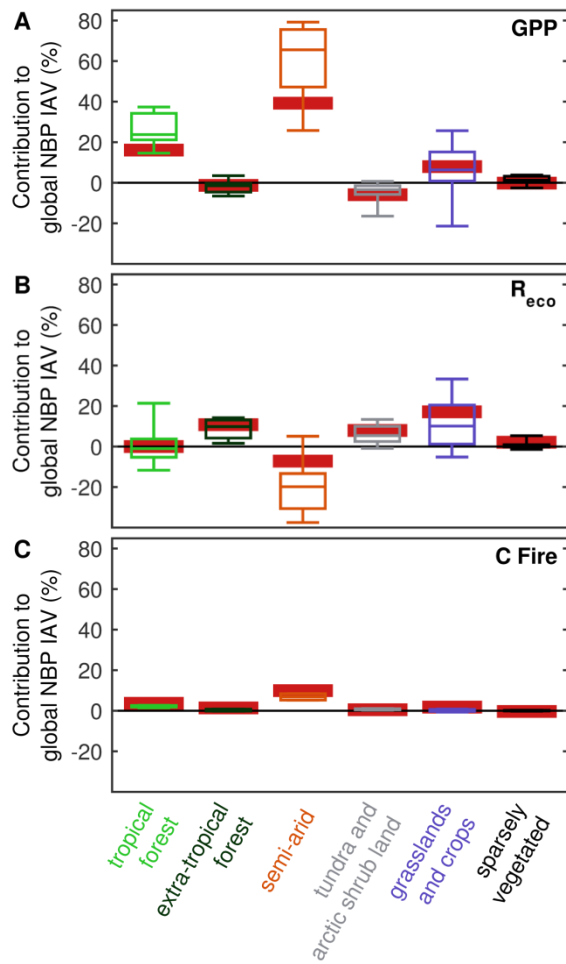 A
GPP
Contribution to
global NBP IAV (%)
80
60
40
20
0
-20
B
Reco
Contribution to
global NBP IAV (%)
80
60
40
20
0
-20
C
C Fire
Contribution to
global NBP IAV (%)
80
60
40
20
0
-20
tropical
forest
extra-tropical
forest
semi-arid
tundra and
arctic shrub land
grasslands
and crops
sparsely
vegetated